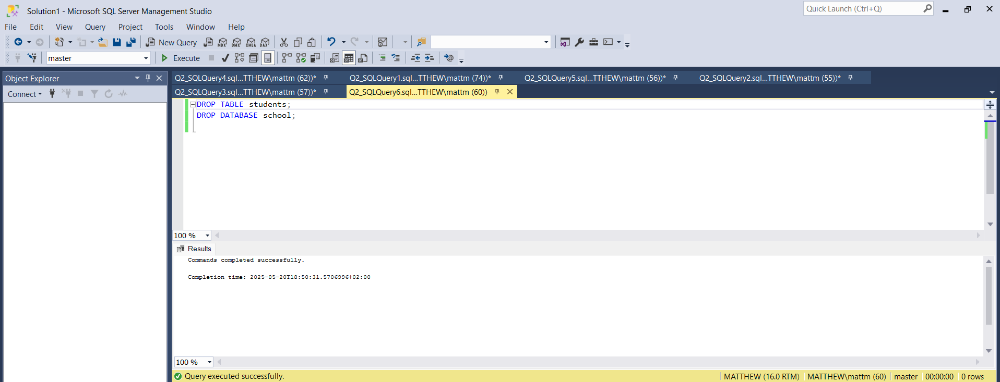 Solution1 - Microsoft SQL Server Management Studio
Quick Launch (Ctrl+Q)
File Edit View Query Project Tools Window Help
New Query MDX DMX XMLA DAX
master Execute
Object Explorer
Connect
Q2_SQLQuery4.sql...TTHEW\mattm (62))* Q2_SQLQuery1.sql...TTHEW\mattm (74))* Q2_SQLQuery5.sql...TTHEW\mattm (56))* Q2_SQLQuery2.sql...TTHEW\mattm (55))*
Q2_SQLQuery3.sql...TTHEW\mattm (57))* Q2_SQLQuery6.sql...TTHEW\mattm (60))
DROP TABLE students;
DROP DATABASE school;
100 %
Results
Commands completed successfully.
Completion time: 2025-05-20T18:50:31.5706996+02:00
100 %
Query executed successfully. MATTHEW (16.0 RTM) MATTHEW\mattm (60) master 00:00:00 0 rows